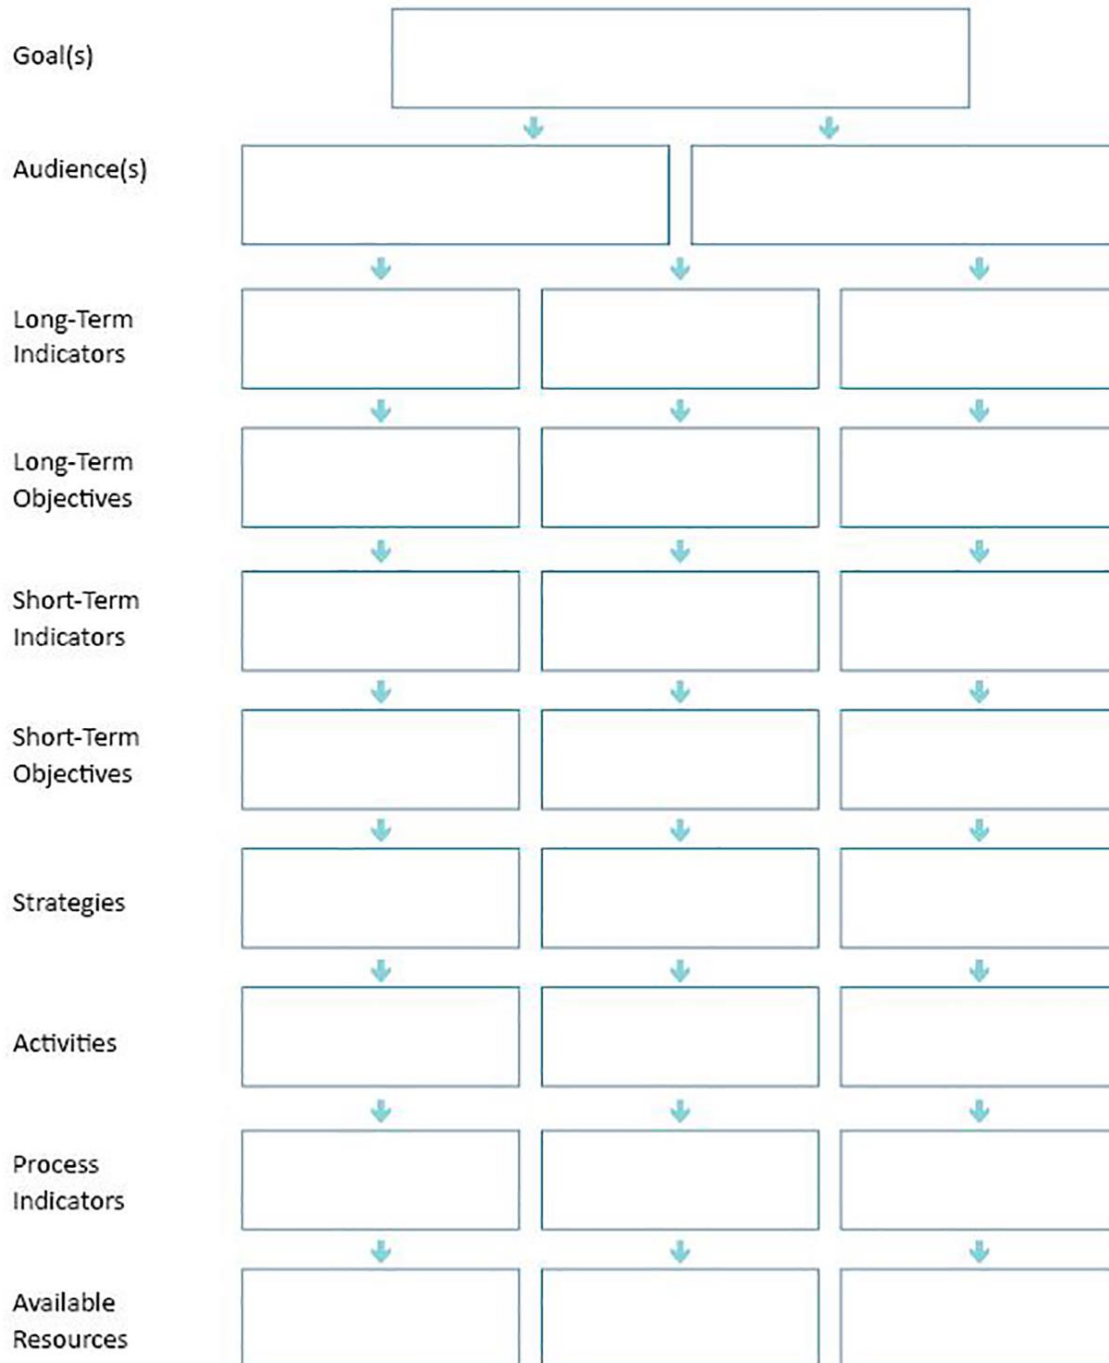 Goal(s)
Audience(s)
Long-Term
Indicators
Long-Term
Objectives
Short-Term
Indicators
Short-Term
Objectives
Strategies
Activities
Process
Indicators
Available
Resources